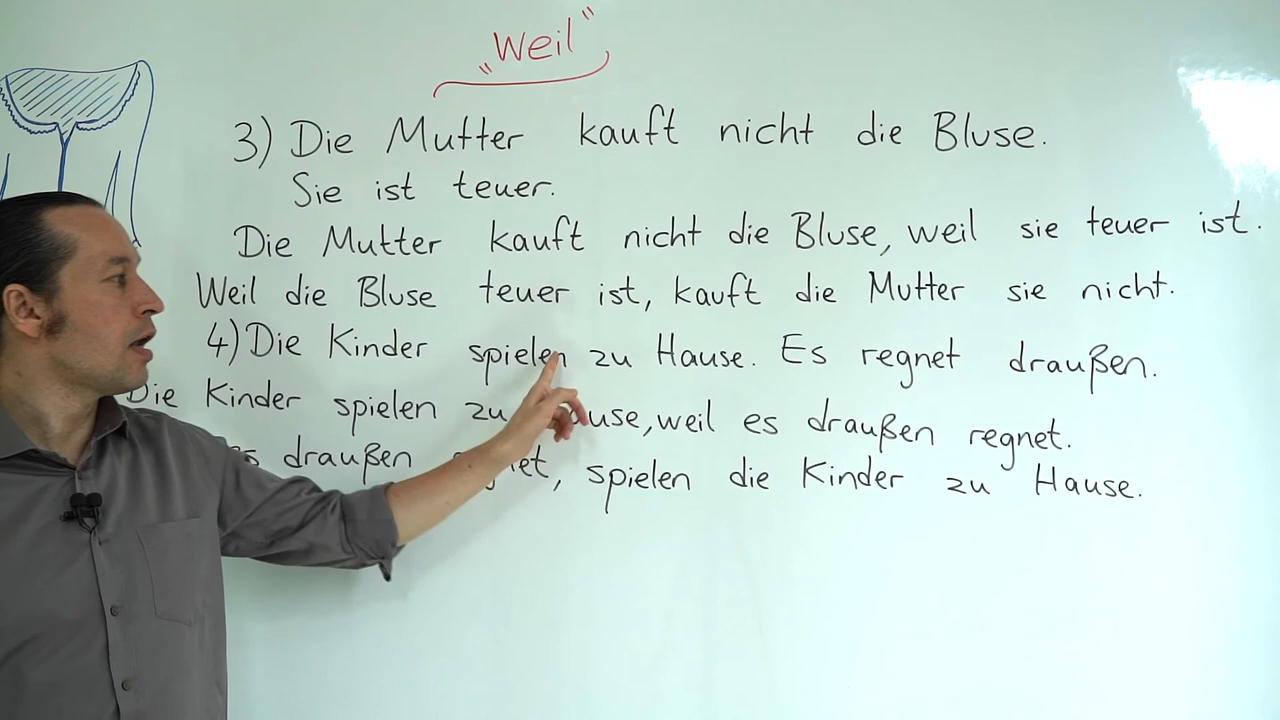 „Weil"
3) Die Mutter kauft nicht die Bluse.
Sie ist teuer.
Die Mutter kauft nicht die Bluse, weil sie teuer ist.
Weil die Bluse teuer ist, kauft die Mutter sie nicht.
4) Die Kinder spielen zu Hause. Es regnet draußen.
Die Kinder spielen zu Hause, weil es draußen regnet.
es draußen regnet, spielen die Kinder zu Hause.